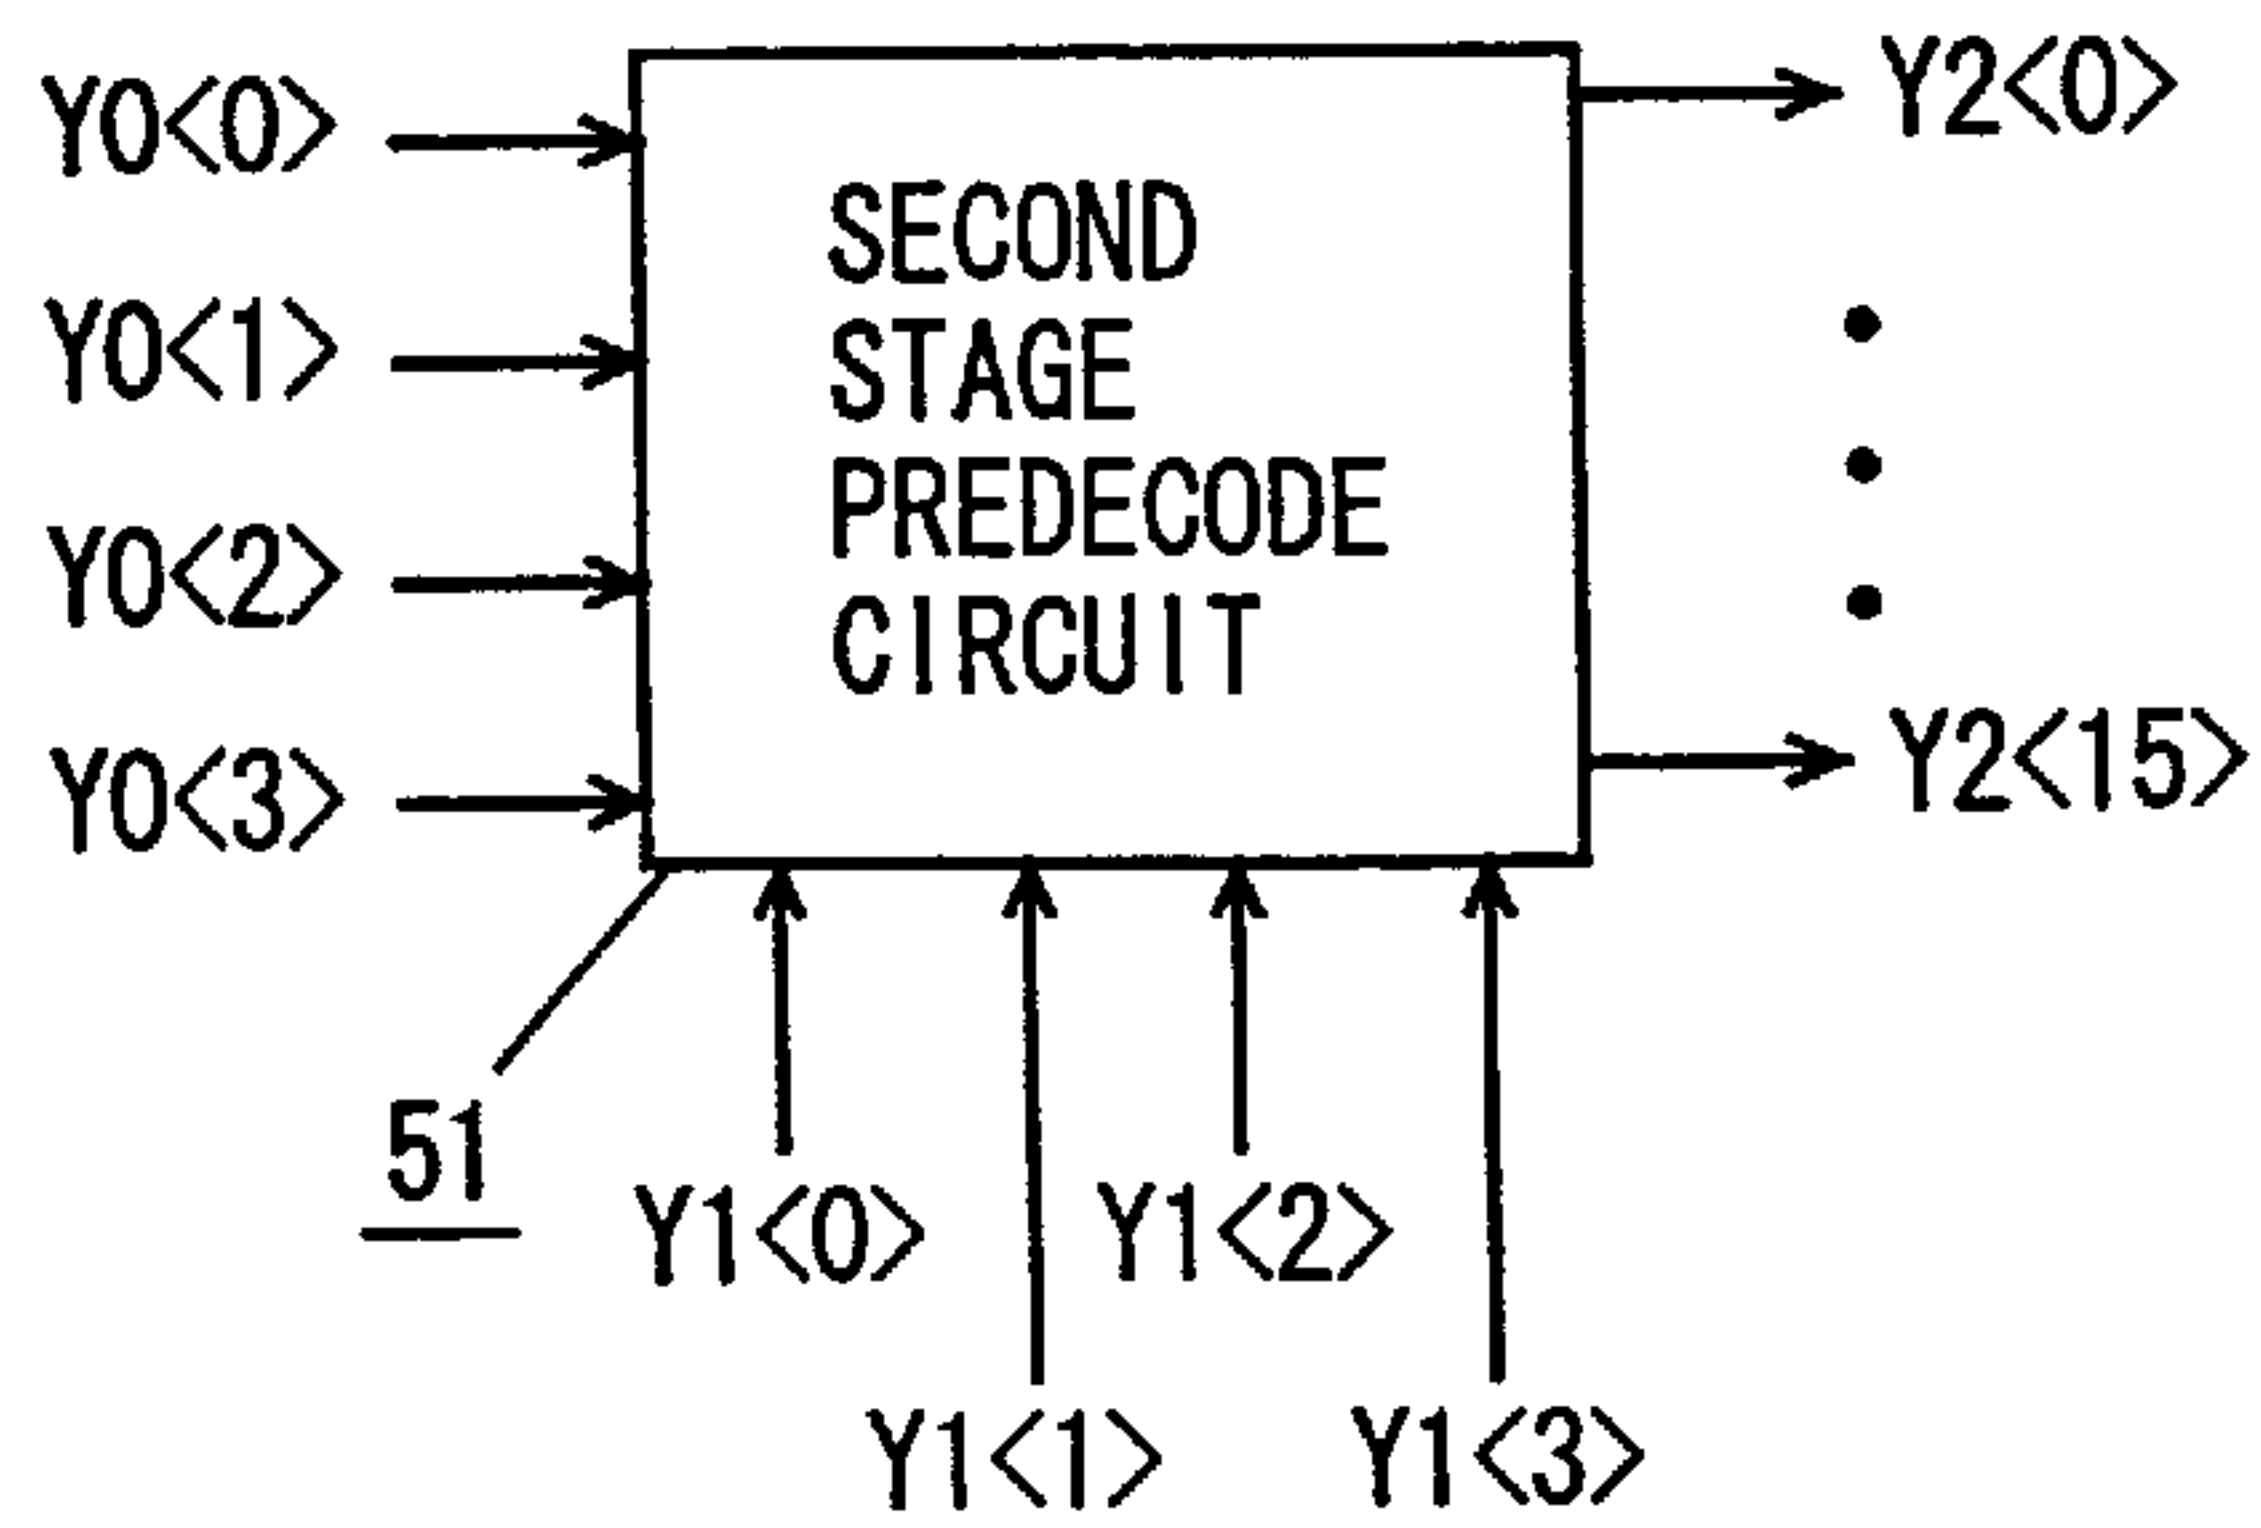 Y0<0>
Y0<1>
Y0<2>
Y0<3>
SECOND
STAGE
PREDECODE
CIRCUIT
Y2<0>
Y2<15>
51
Y1<0>
Y1<2>
Y1<1>
Y1<3>